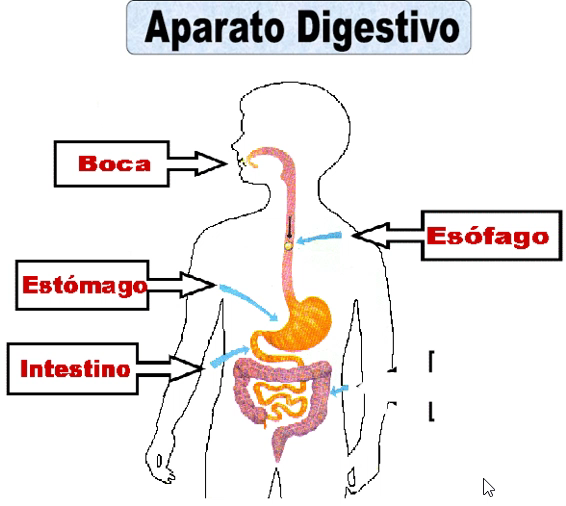 Aparato Digestivo
Boca
Esófago
Estómago
Intestino